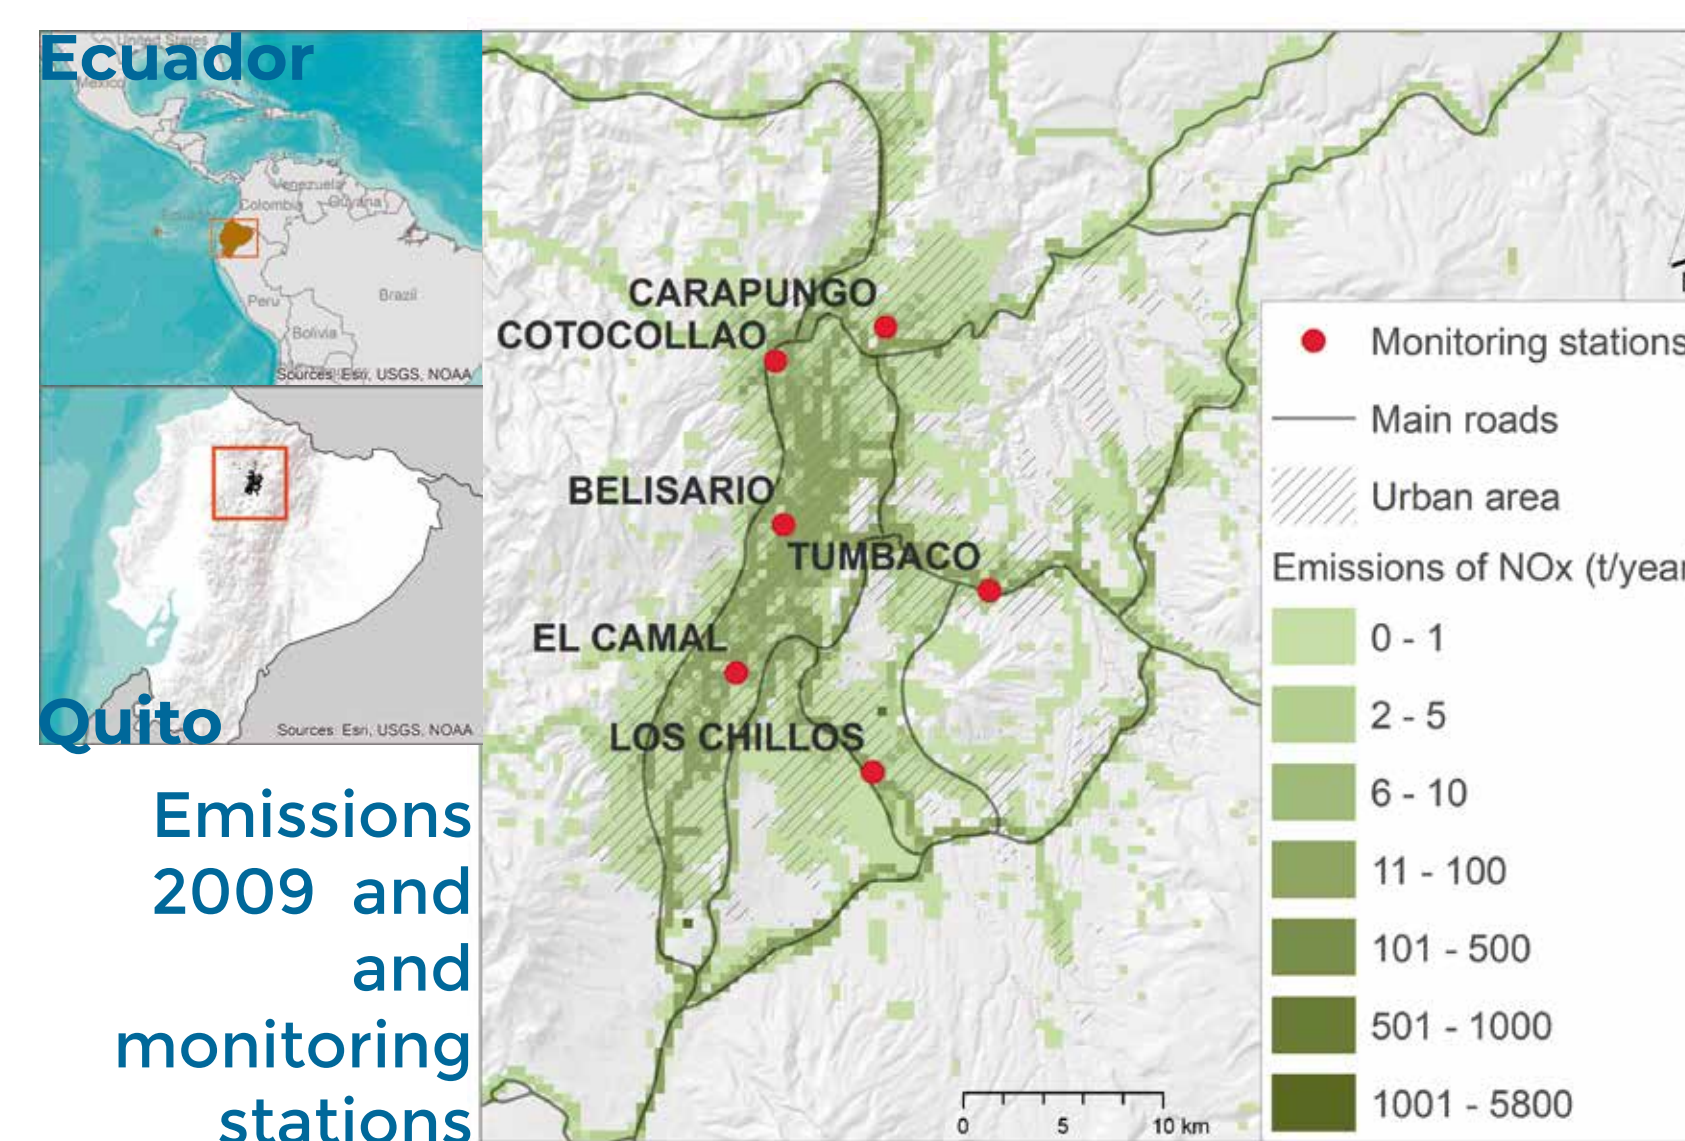 Ecuador
United States
Mexico
Venezuela
Colombia
Guyana
Ecuador
Peru
Brazil
Bolivia
Sources: Esri, USGS, NOAA
Quito
Sources: Esri, USGS, NOAA
Emissions
2009 and
and
monitoring
stations
CARAPUNGO
COTOCOLLAO
BELISARIO
TUMBACO
EL CAMAL
LOS CHILLOS
0 5 10 km
Monitoring stations
Main roads
Urban area
Emissions of NOx (t/year
0 - 1
2 - 5
6 - 10
11 - 100
101 - 500
501 - 1000
1001 - 5800